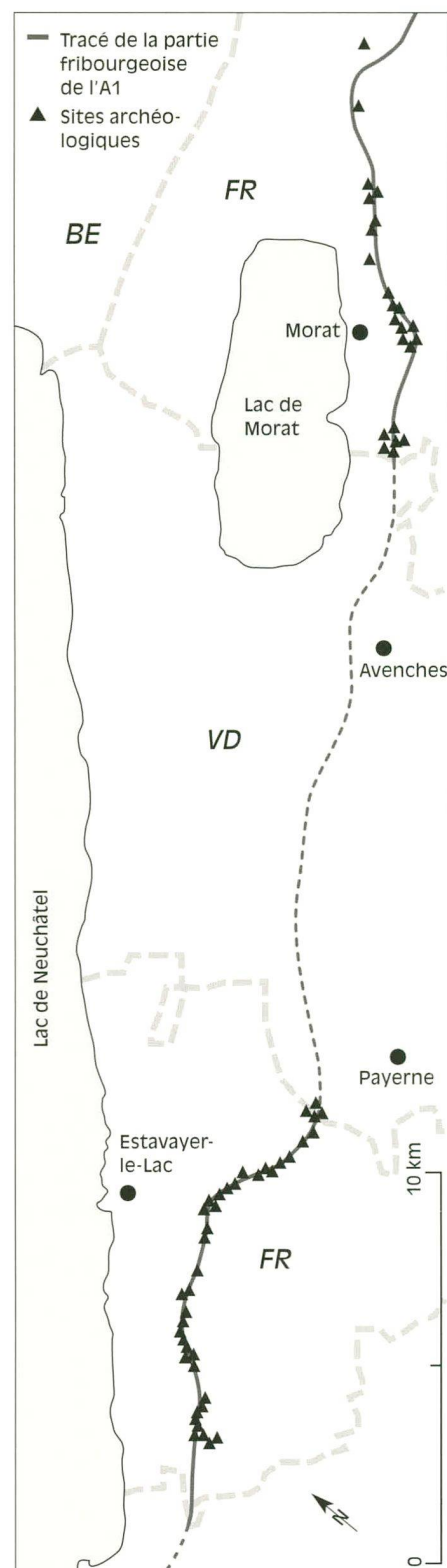 Tracé de la partie
fribourgeoise
de l'A1
Sites archéo-
logiques
FR
BE
Morat
Lac de
Morat
Avenches
VD
Lac de Neuchâtel
Payerne
Estavayer-
le-Lac
10 km
FR
N
0